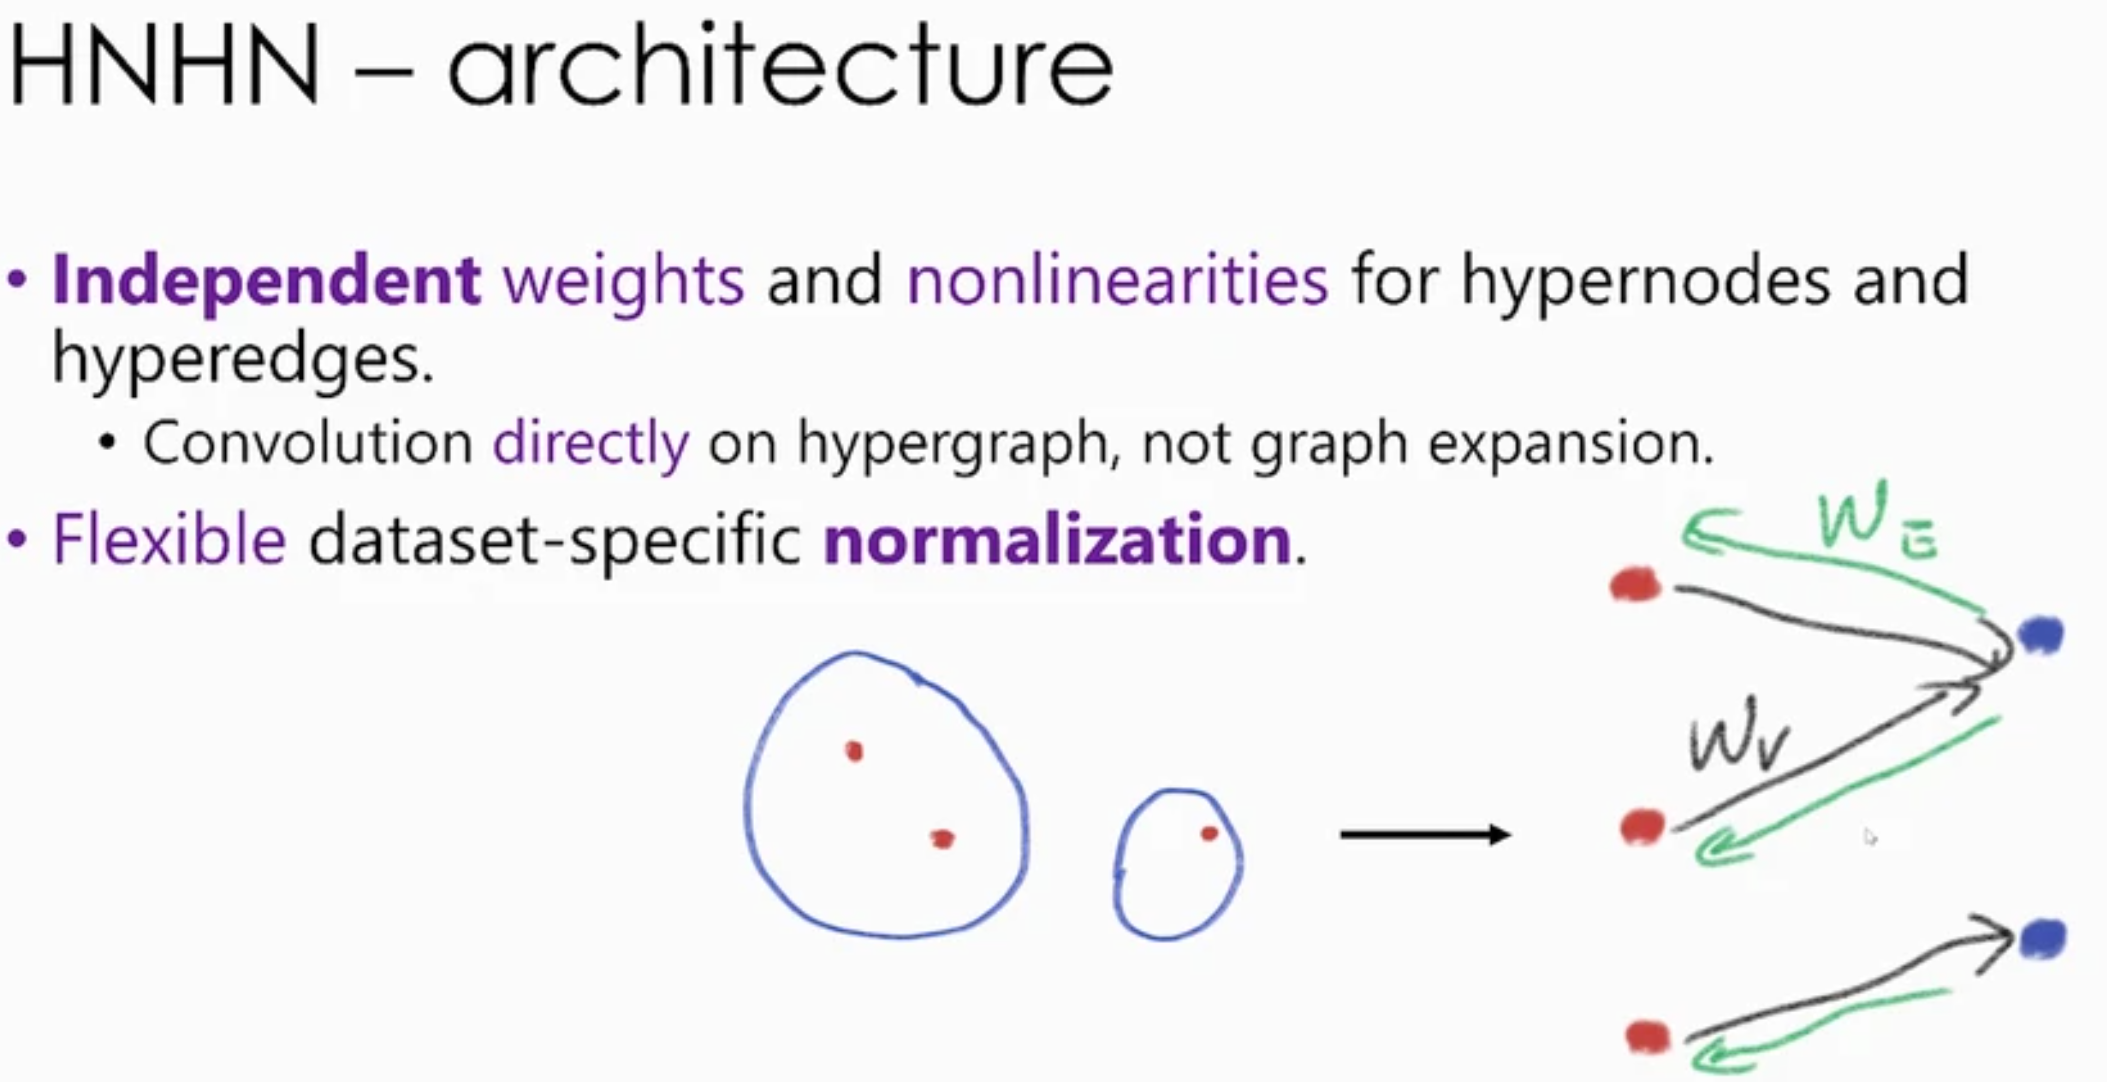 HNHN – architecture
• Independent weights and nonlinearities for hypernodes and
hyperedges.
• Convolution directly on hypergraph, not graph expansion.
• Flexible dataset-specific normalization.
W_E
W_V